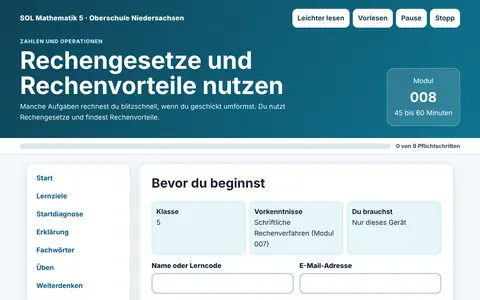 SOL Mathematik 5 · Oberschule Niedersachsen
Leichter lesen
Vorlesen
Pause
Stopp
ZAHLEN UND OPERATIONEN
Rechengesetze und
Rechenvorteile nutzen
Manche Aufgaben rechnest du blitzschnell, wenn du geschickt umformst. Du nutzt
Rechengesetze und findest Rechenvorteile.
Modul
008
45 bis 60 Minuten
0 von 9 Pflichtschritten
Start
Lernziele
Startdiagnose
Erklärung
Fachwörter
Üben
Weiterdenken
Bevor du beginnst
Klasse
5
Vorkenntnisse
Schriftliche
Rechenverfahren (Modul
007)
Du brauchst
Nur dieses Gerät
Name oder Lerncode
E-Mail-Adresse